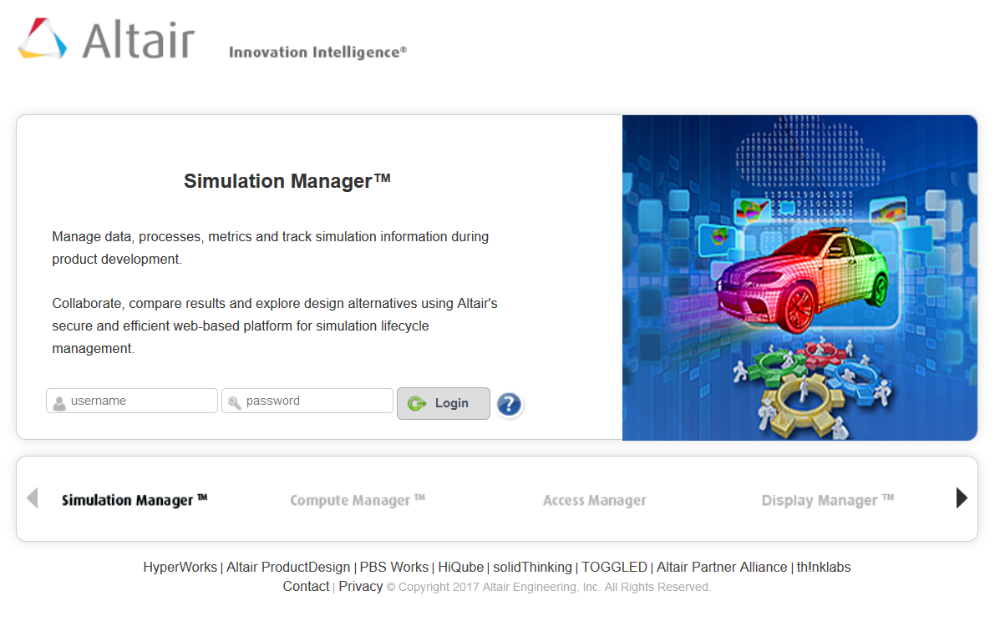 Altair
Innovation Intelligence®
Simulation Manager™
Manage data, processes, metrics and track simulation information during
product development.
Collaborate, compare results and explore design alternatives using Altair's
secure and efficient web-based platform for simulation lifecycle
management.
username password Login ?
Simulation Manager ™ Compute Manager ™ Access Manager Display Manager ™
HyperWorks | Altair ProductDesign | PBS Works | HiQube | solidThinking | TOGGLED | Altair Partner Alliance | th!nklabs
Contact | Privacy © Copyright 2017 Altair Engineering, Inc. All Rights Reserved.